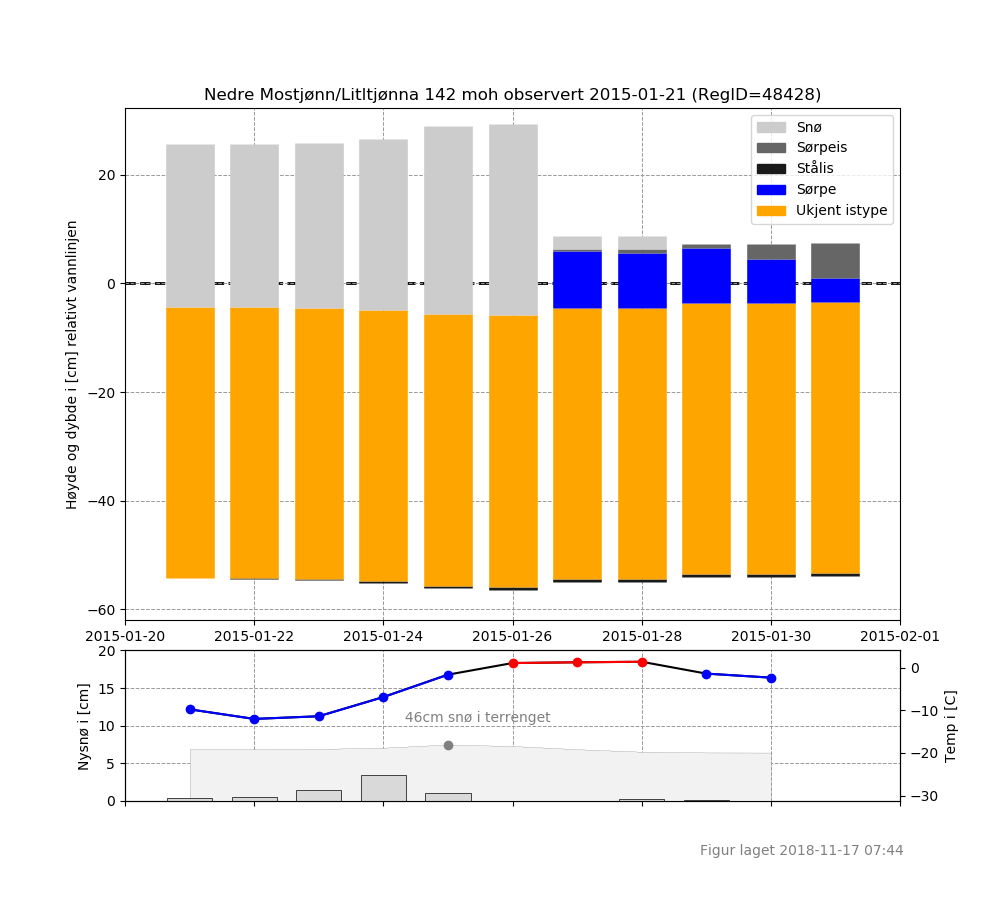 Nedre Mostjønn/Litltjønna 142 moh observert 2015-01-21 (RegID=48428)
Snø
Sørpeis
Stålis
Sørpe
Ukjent istype
Høyde og dybde i [cm] relativt vannlinjen
20
0
−20
−40
−60
2015-01-20
2015-01-22
2015-01-24
2015-01-26
2015-01-28
2015-01-30
2015-02-01
Nysnø i [cm]
20
15
10
5
0
46cm snø i terrenget
0
−10
−20
−30
Temp i [C]
Figur laget 2018-11-17 07:44